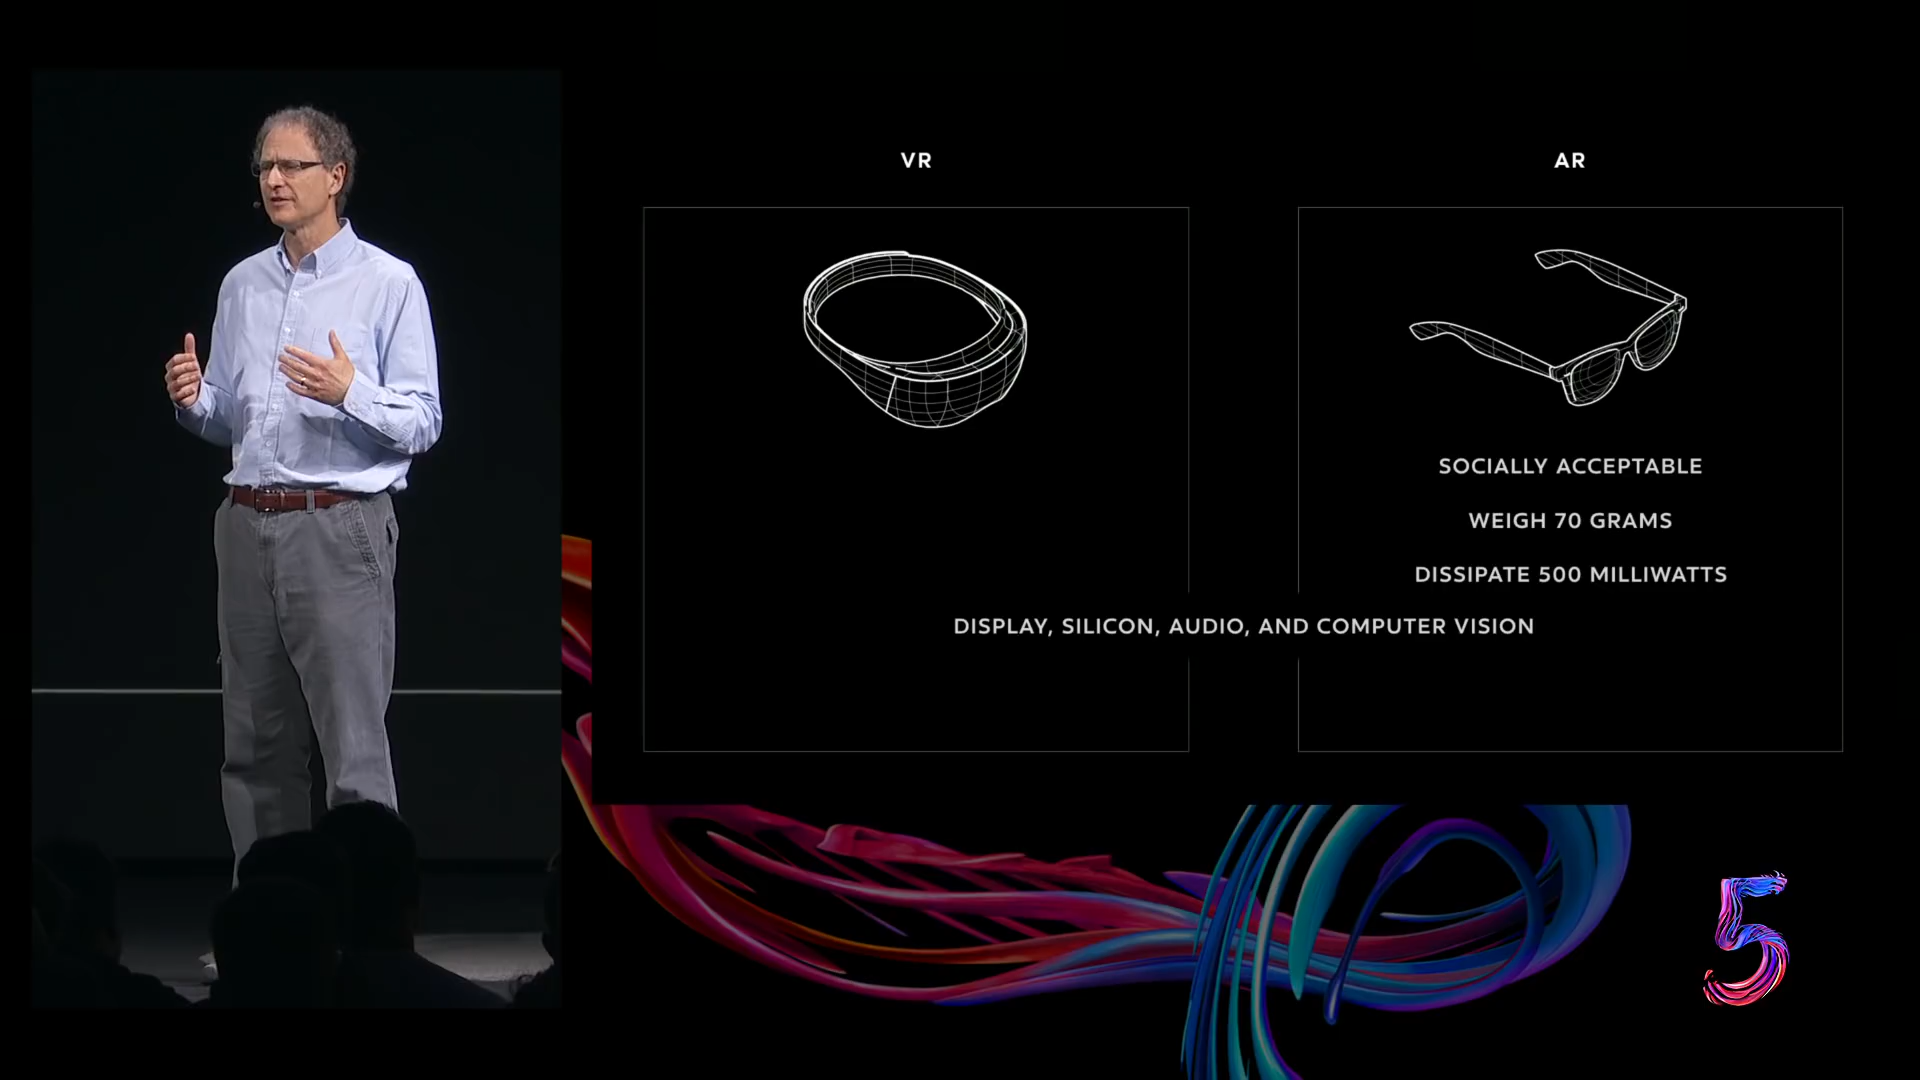 VR
AR
SOCIALLY ACCEPTABLE
WEIGH 70 GRAMS
DISSIPATE 500 MILLIWATTS
DISPLAY, SILICON, AUDIO, AND COMPUTER VISION
5